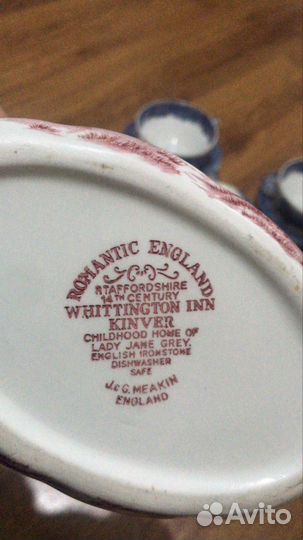 ROMANTIC ENGLAND
STAFFORDSHIRE
14TH CENTURY
WHITTINGTON INN
KINVER
CHILDHOOD HOME OF
LADY JANE GREY.
ENGLISH IRONSTONE
DISHWASHER
SAFE
J & G. MEAKIN
ENGLAND
Avito